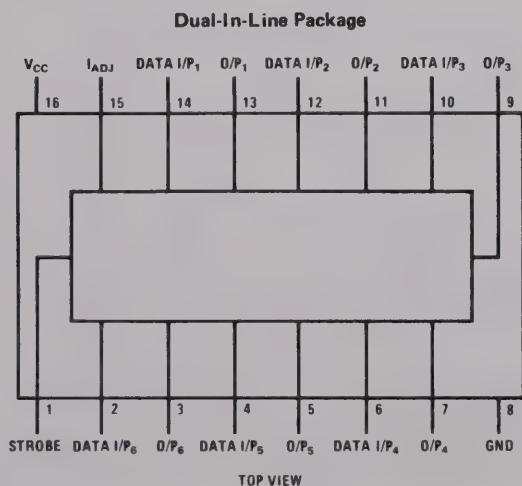 Dual-In-Line Package
VCC IADJ DATA I/P1 O/P1 DATA I/P2 O/P2 DATA I/P3 O/P3
16 15 14 13 12 11 10 9
1 2 3 4 5 6 7 8
STROBE DATA I/P6 O/P6 DATA I/P5 O/P5 DATA I/P4 O/P4 GND
TOP VIEW